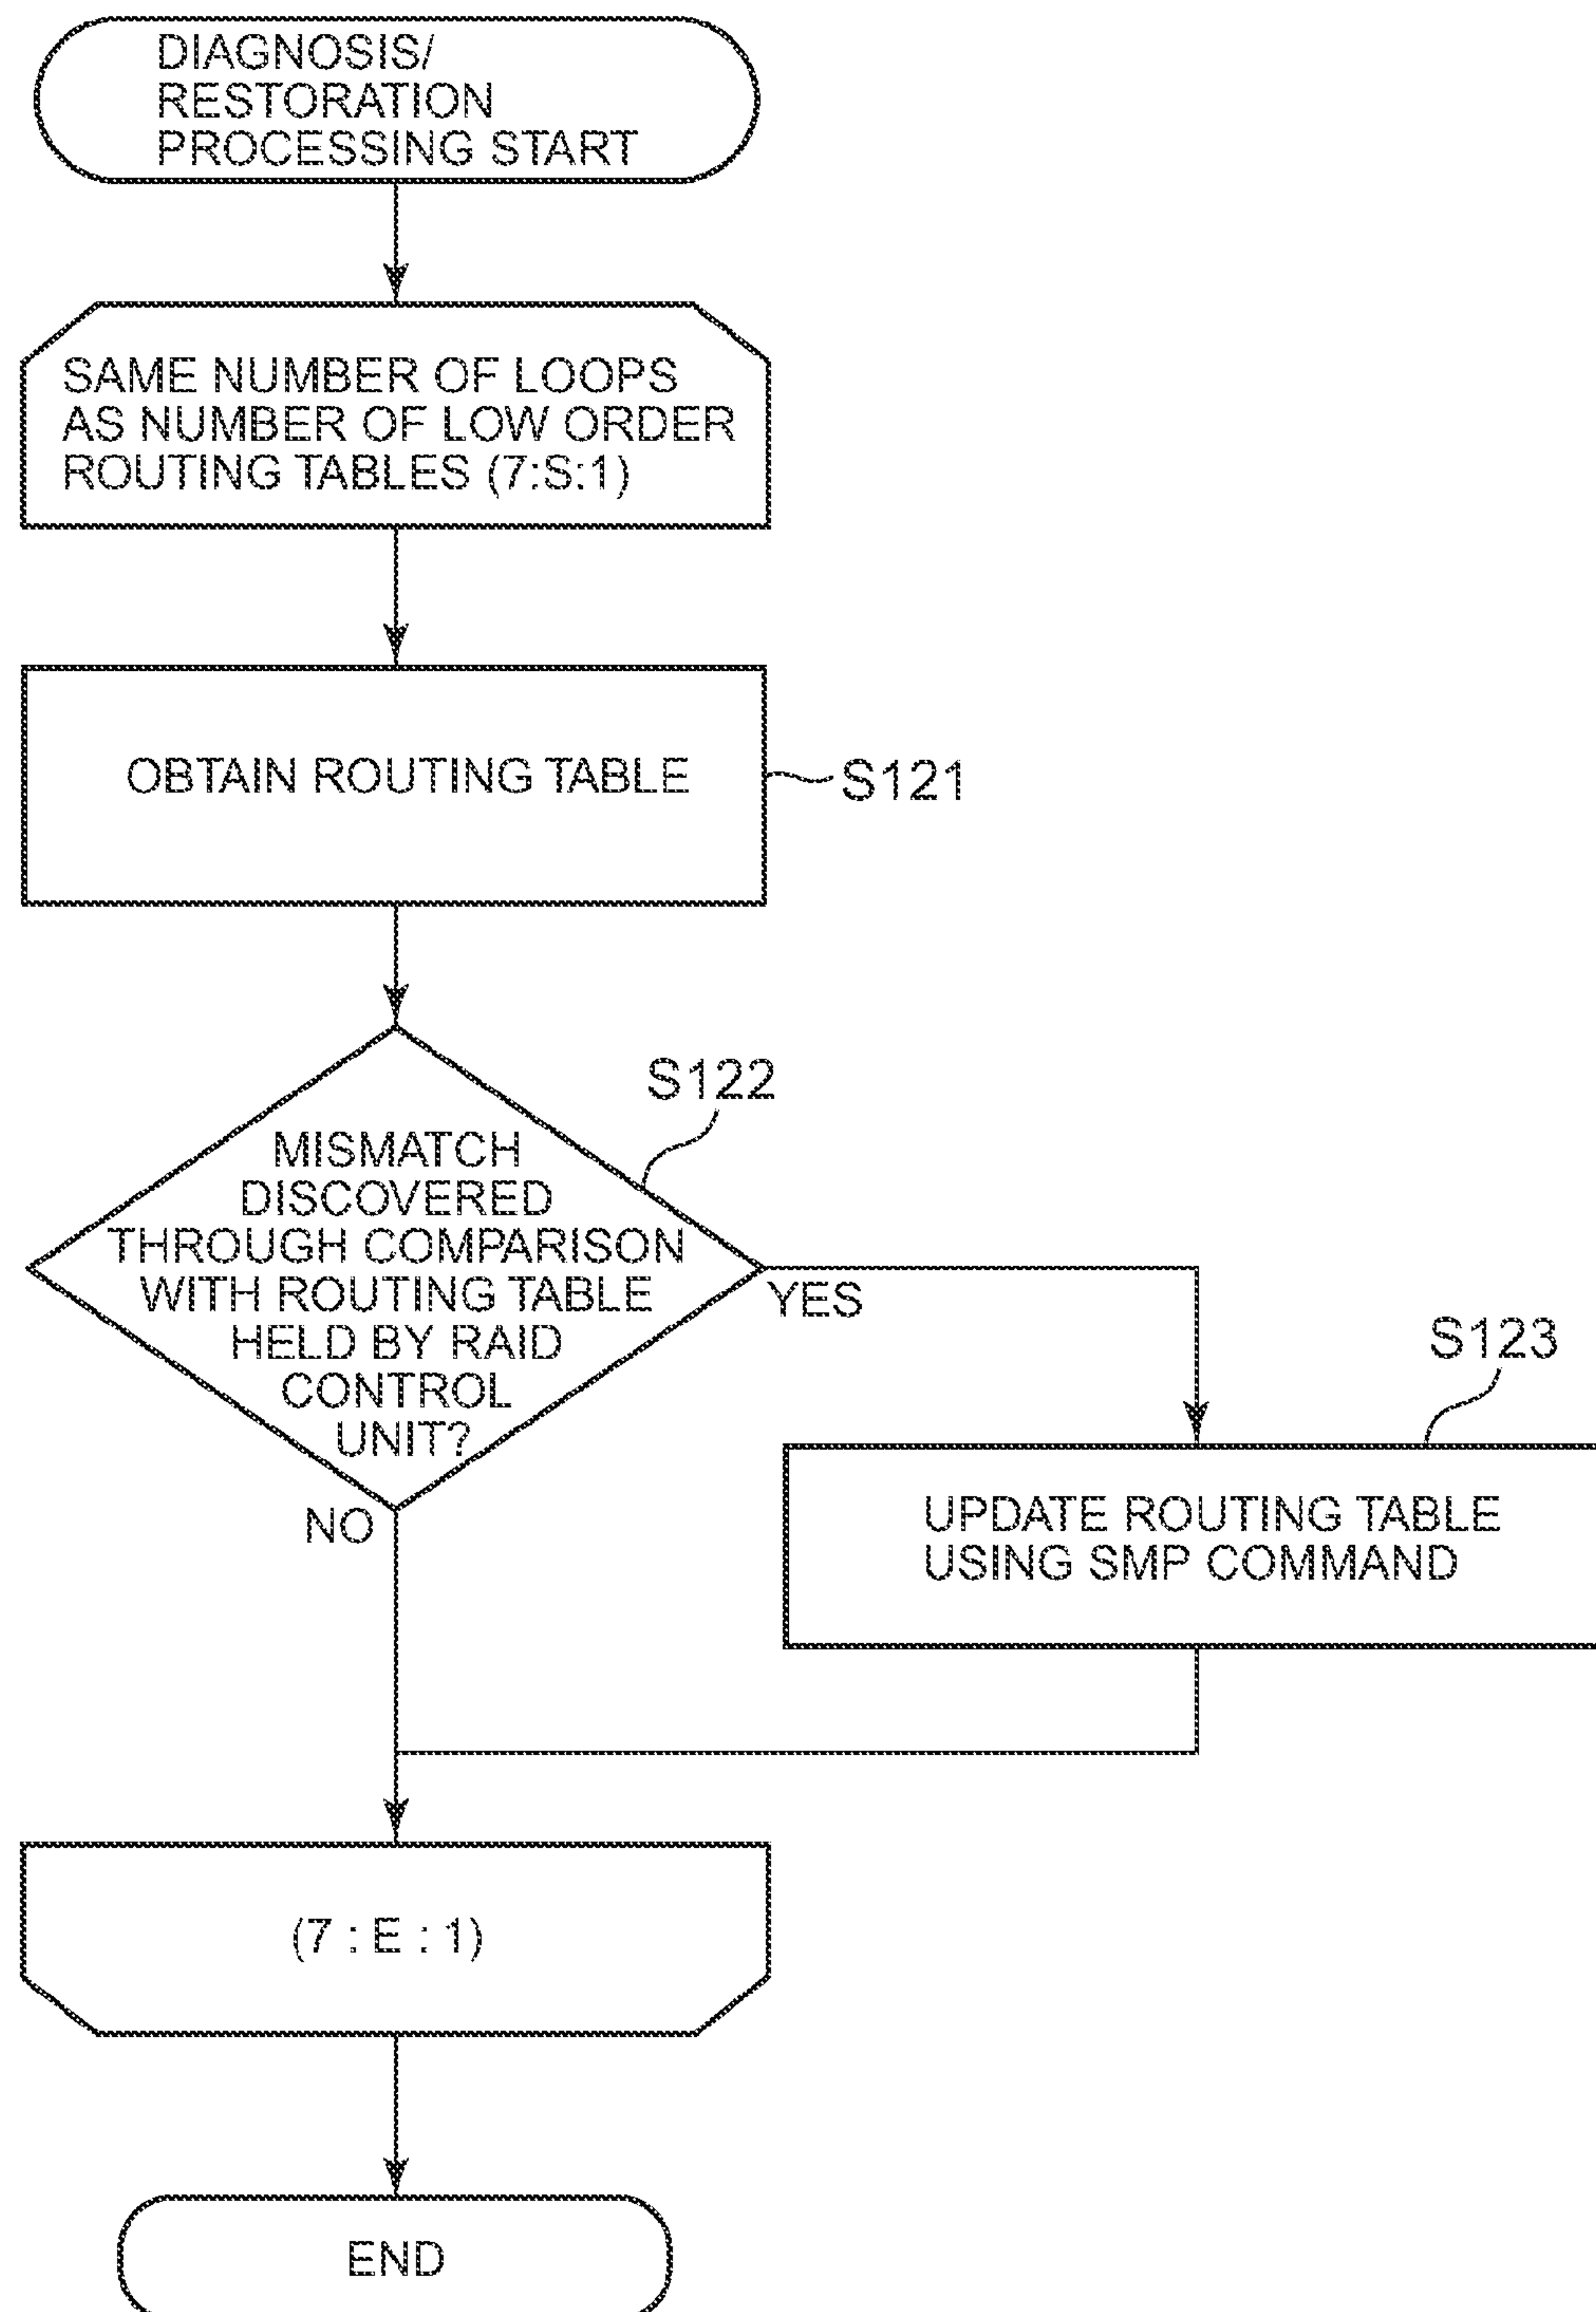 DIAGNOSIS/
RESTORATION
PROCESSING START
SAME NUMBER OF LOOPS
AS NUMBER OF LOW ORDER
ROUTING TABLES (7:S:1)
OBTAIN ROUTING TABLE
S121
S122
MISMATCH
DISCOVERED
THROUGH COMPARISON
WITH ROUTING TABLE
HELD BY RAID
CONTROL
UNIT?
YES
NO
S123
UPDATE ROUTING TABLE
USING SMP COMMAND
(7 : E : 1)
END